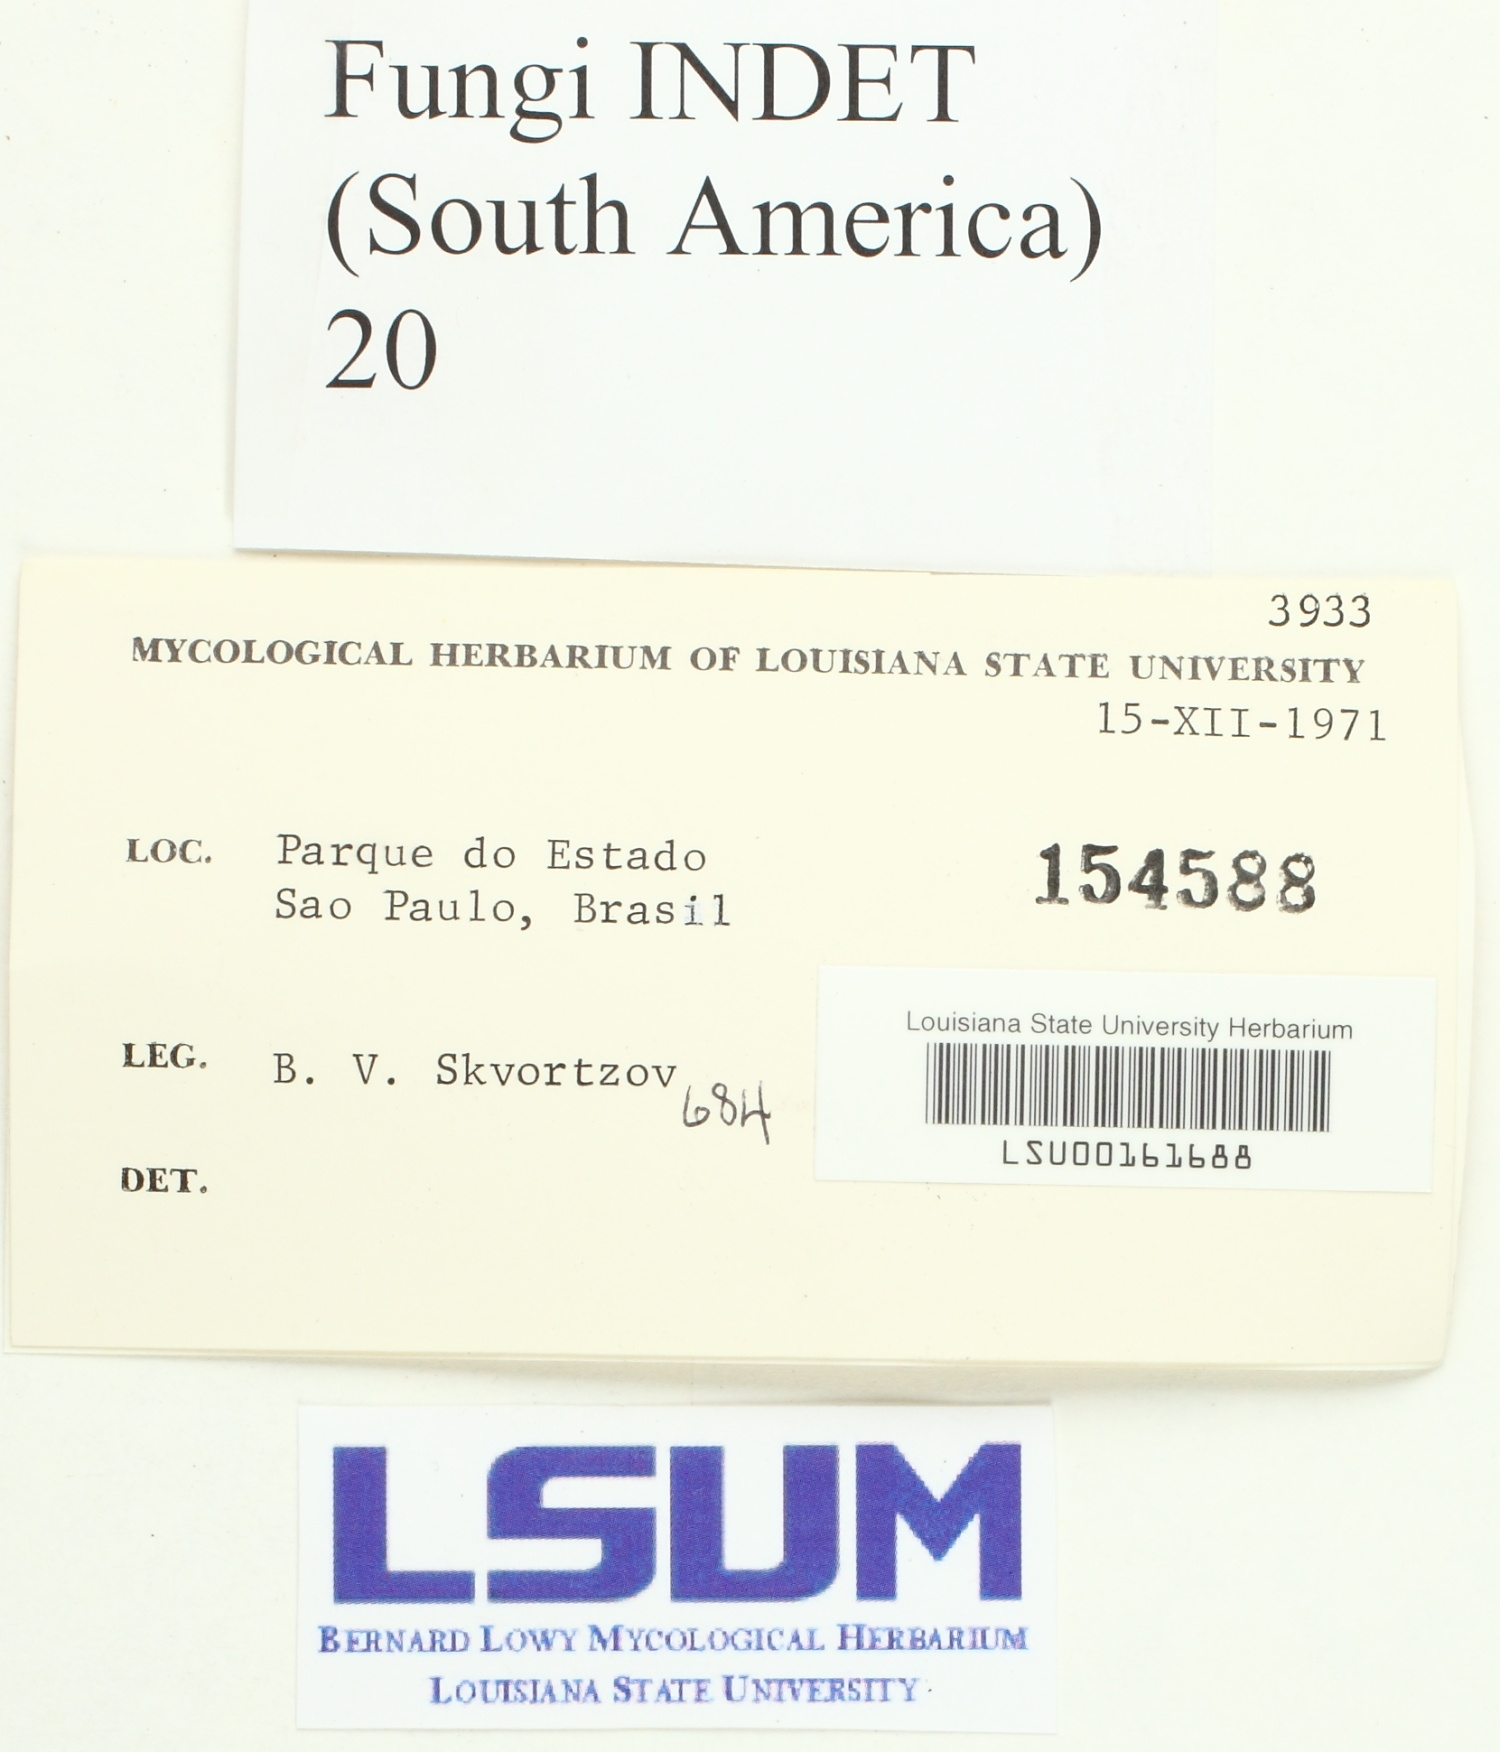 Fungi INDET
(South America)
20
3933
MYCOLOGICAL HERBARIUM OF LOUISIANA STATE UNIVERSITY
15-XII-1971
LOC. Parque do Estado
Sao Paulo, Brasil
154588
Louisiana State University Herbarium
LSU00161688
LEG. B. V. Skvortzov 684
DET.
LSUM
BERNARD LOWY MYCOLOGICAL HERBARIUM
LOUISIANA STATE UNIVERSITY